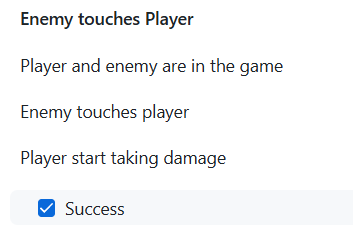 Enemy touches Player
Player and enemy are in the game
Enemy touches player
Player start taking damage
Success